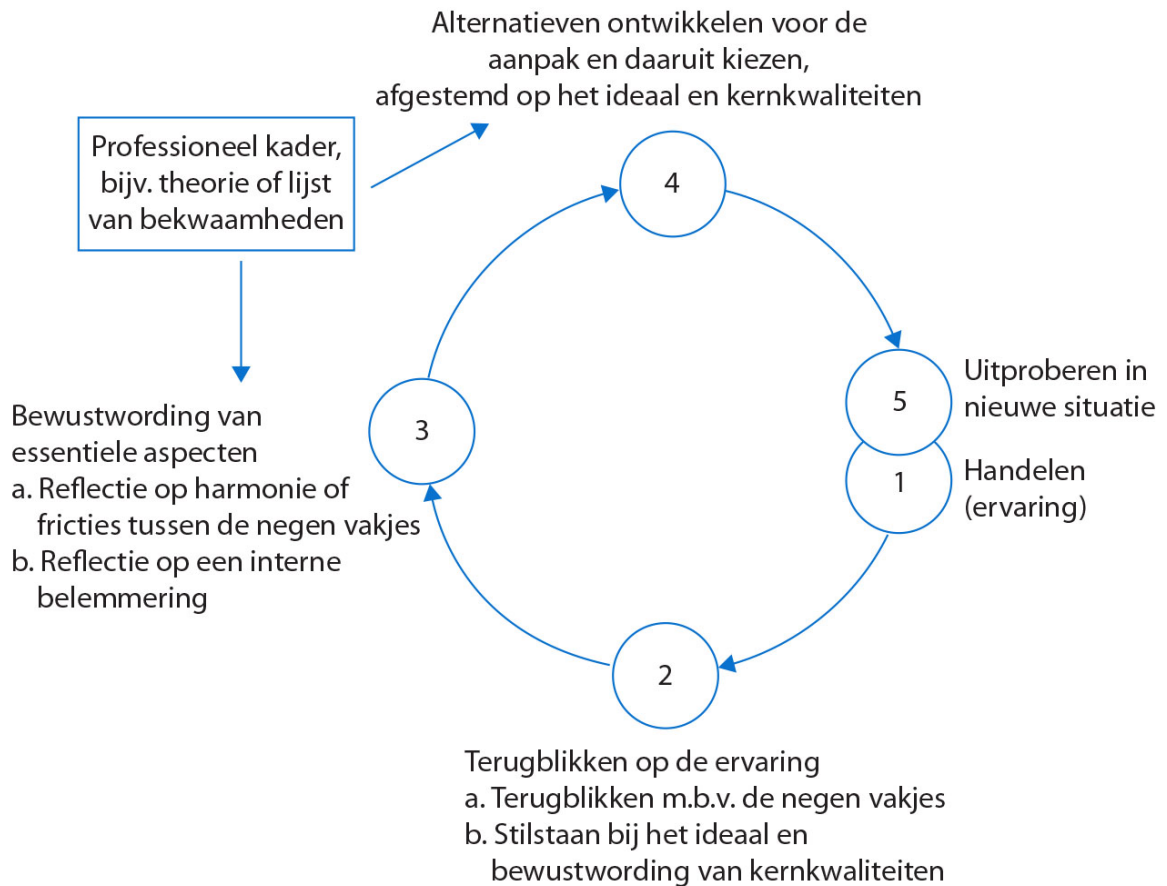 Alternatieven ontwikkelen voor de
aanpak en daaruit kiezen,
afgestemd op het ideaal en kernkwaliteiten
Professioneel kader,
bijv. theorie of lijst
van bekwaamheden
4
5
Uitproberen in
nieuwe situatie
3
1
Handelen
(ervaring)
Bewustwording van
essentiele aspecten
a. Reflectie op harmonie of
fricties tussen de negen vakjes
b. Reflectie op een interne
belemmering
2
Terugblikken op de ervaring
a. Terugblikken m.b.v. de negen vakjes
b. Stilstaan bij het ideaal en
bewustwording van kernkwaliteiten